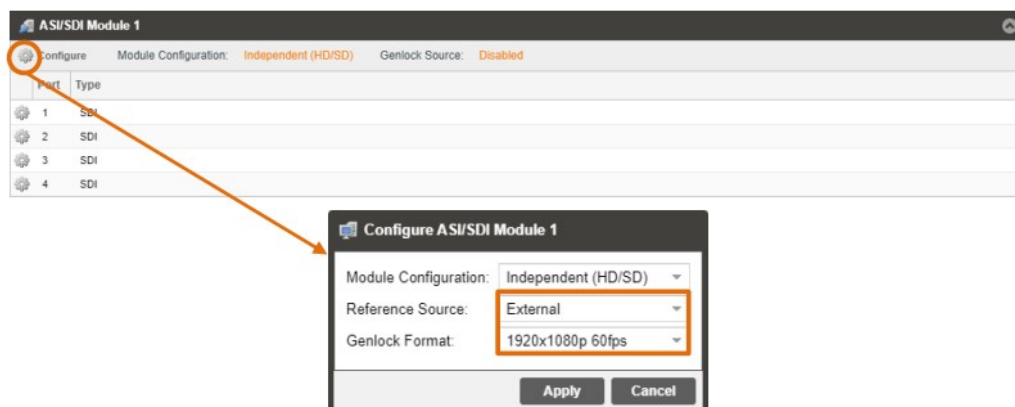 ASI/SDI Module 1
Configure Module Configuration: Independent (HD/SD) Genlock Source: Disabled
Port Type
1 SDI
2 SDI
3 SDI
4 SDI
Configure ASI/SDI Module 1
Module Configuration: Independent (HD/SD)
Reference Source: External
Genlock Format: 1920x1080p 60fps
Apply Cancel